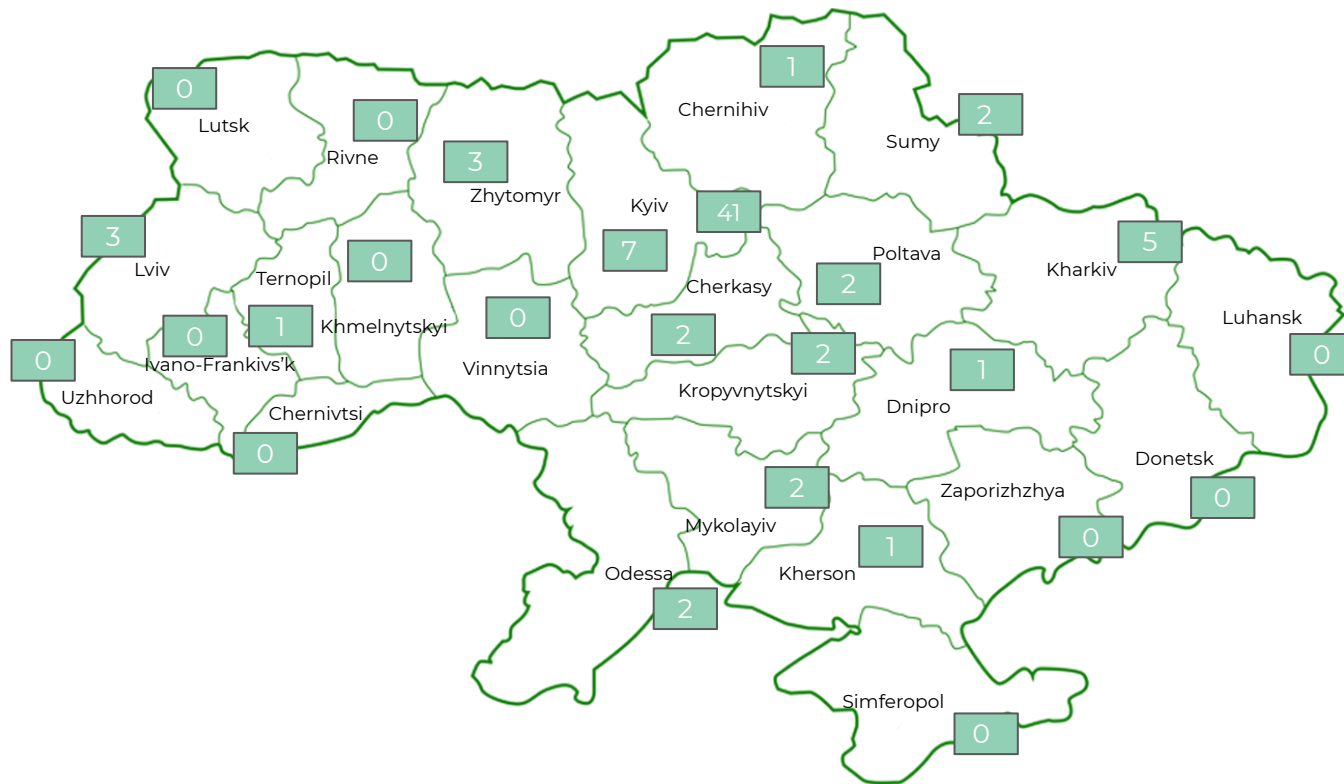 1
Chernihiv
0
Lutsk
0
Rivne
2
Sumy
3
Zhytomyr
Kyiv
41
7
3
Lviv
Ternopil
0
Khmelnytskyi
1
0
Ivano-Frankivs’k
0
Uzhhorod
Chernivtsi
0
0
Vinnytsia
Cherkasy
2
Poltava
2
5
Kharkiv
Luhansk
0
2
Kropyvnytskyi
1
Dnipro
Donetsk
0
Zaporizhzhya
0
2
Mykolayiv
1
Kherson
Odessa
2
Simferopol
0